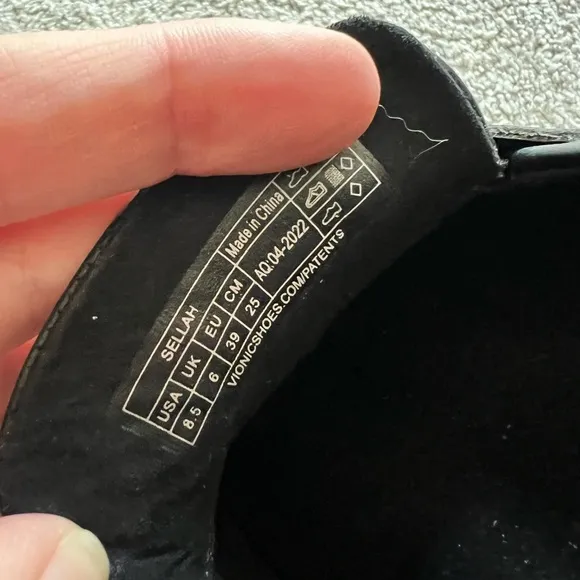 SELLAH Made in China
USA UK EU CM AQ:04-2022
8.5 6 39 25
VIONICSHOES.COM/PATENTS